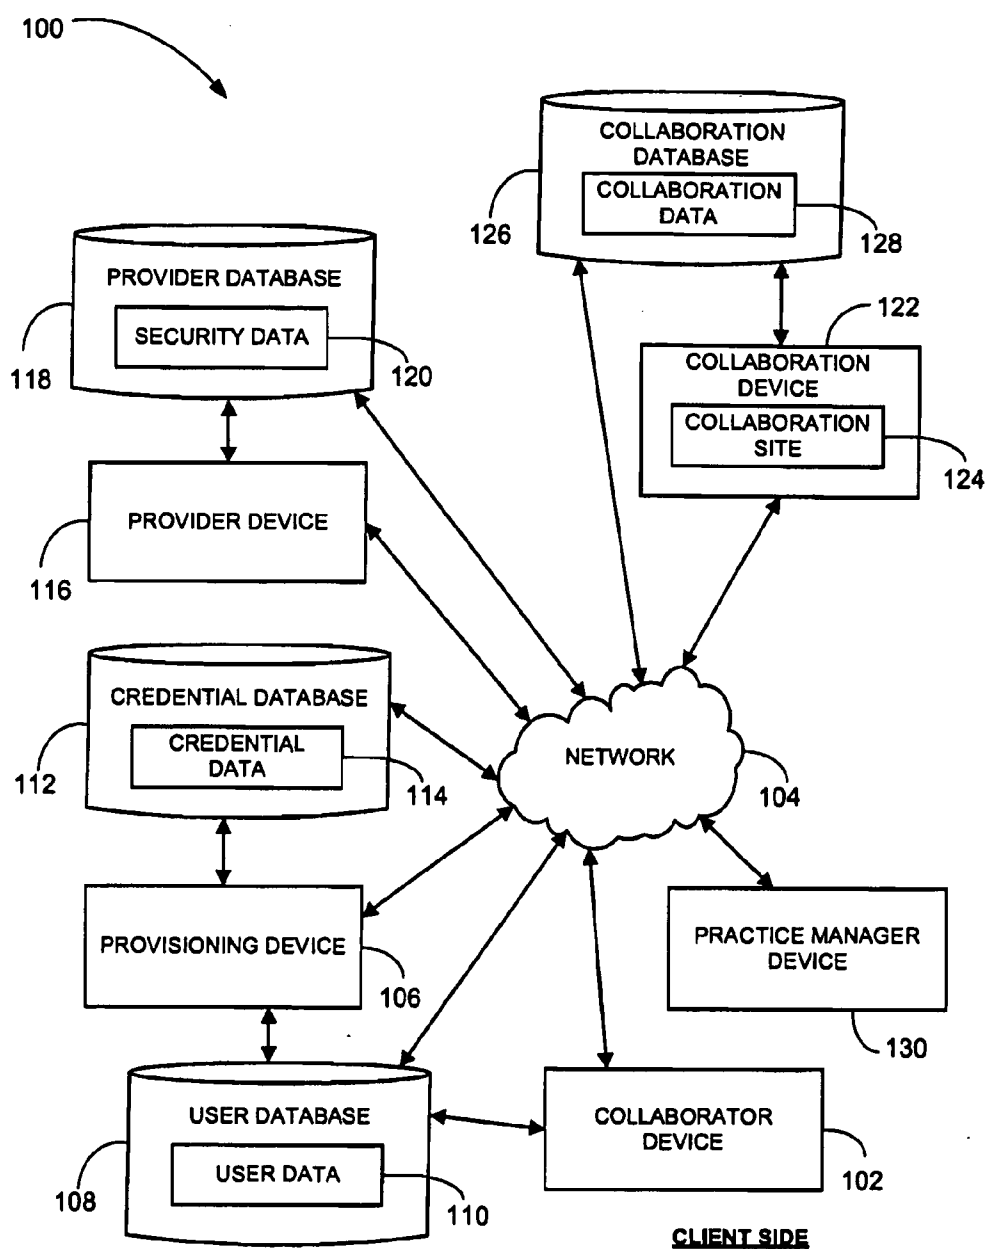 100
COLLABORATION
DATABASE
COLLABORATION
DATA
126
128
PROVIDER DATABASE
SECURITY DATA
118
120
122
COLLABORATION
DEVICE
COLLABORATION
SITE
124
PROVIDER DEVICE
116
CREDENTIAL DATABASE
CREDENTIAL
DATA
112
114
NETWORK
104
PROVISIONING DEVICE
106
PRACTICE MANAGER
DEVICE
130
USER DATABASE
USER DATA
108
110
COLLABORATOR
DEVICE
102
CLIENT SIDE